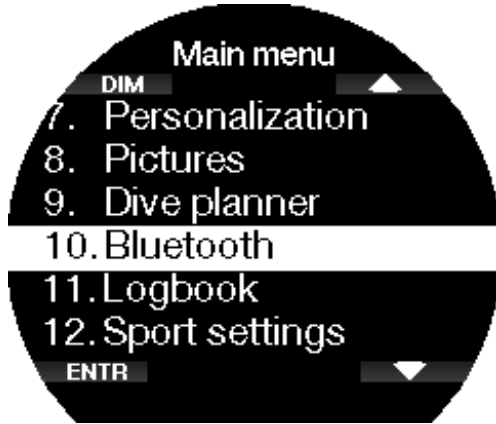 Main menu
DIM
7. Personalization
8. Pictures
9. Dive planner
10. Bluetooth
11. Logbook
12. Sport settings
ENTR